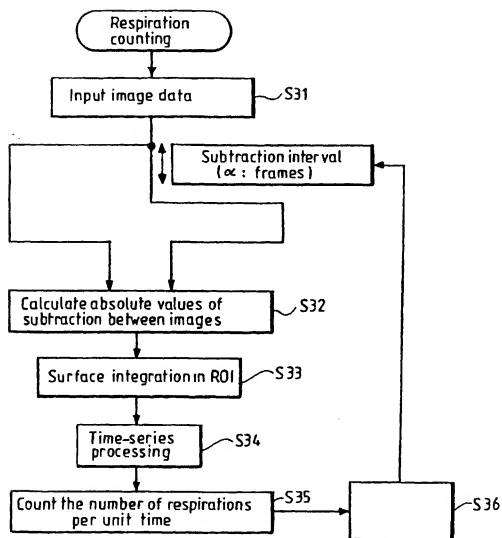 Respiration
counting
Input image data
S31
Subtraction interval
(α : frames)
Calculate absolute values of
subtraction between images
S32
Surface integration in ROI
S33
Time-series
processing
S34
Count the number of respirations
per unit time
S35
S36